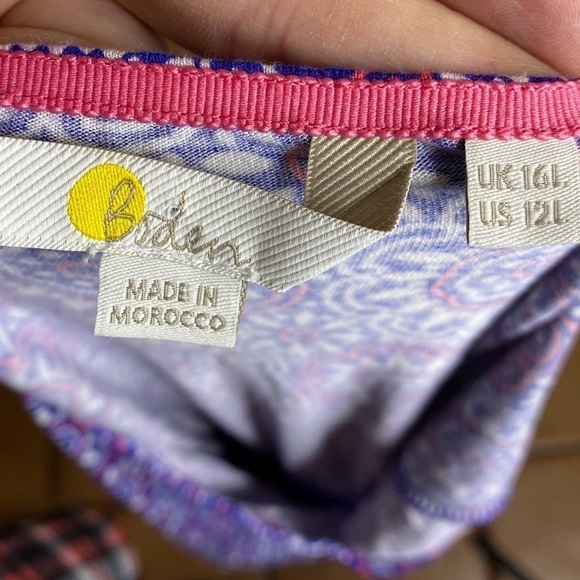 Boden
MADE IN
MOROCCO
UK 16L
US 12L